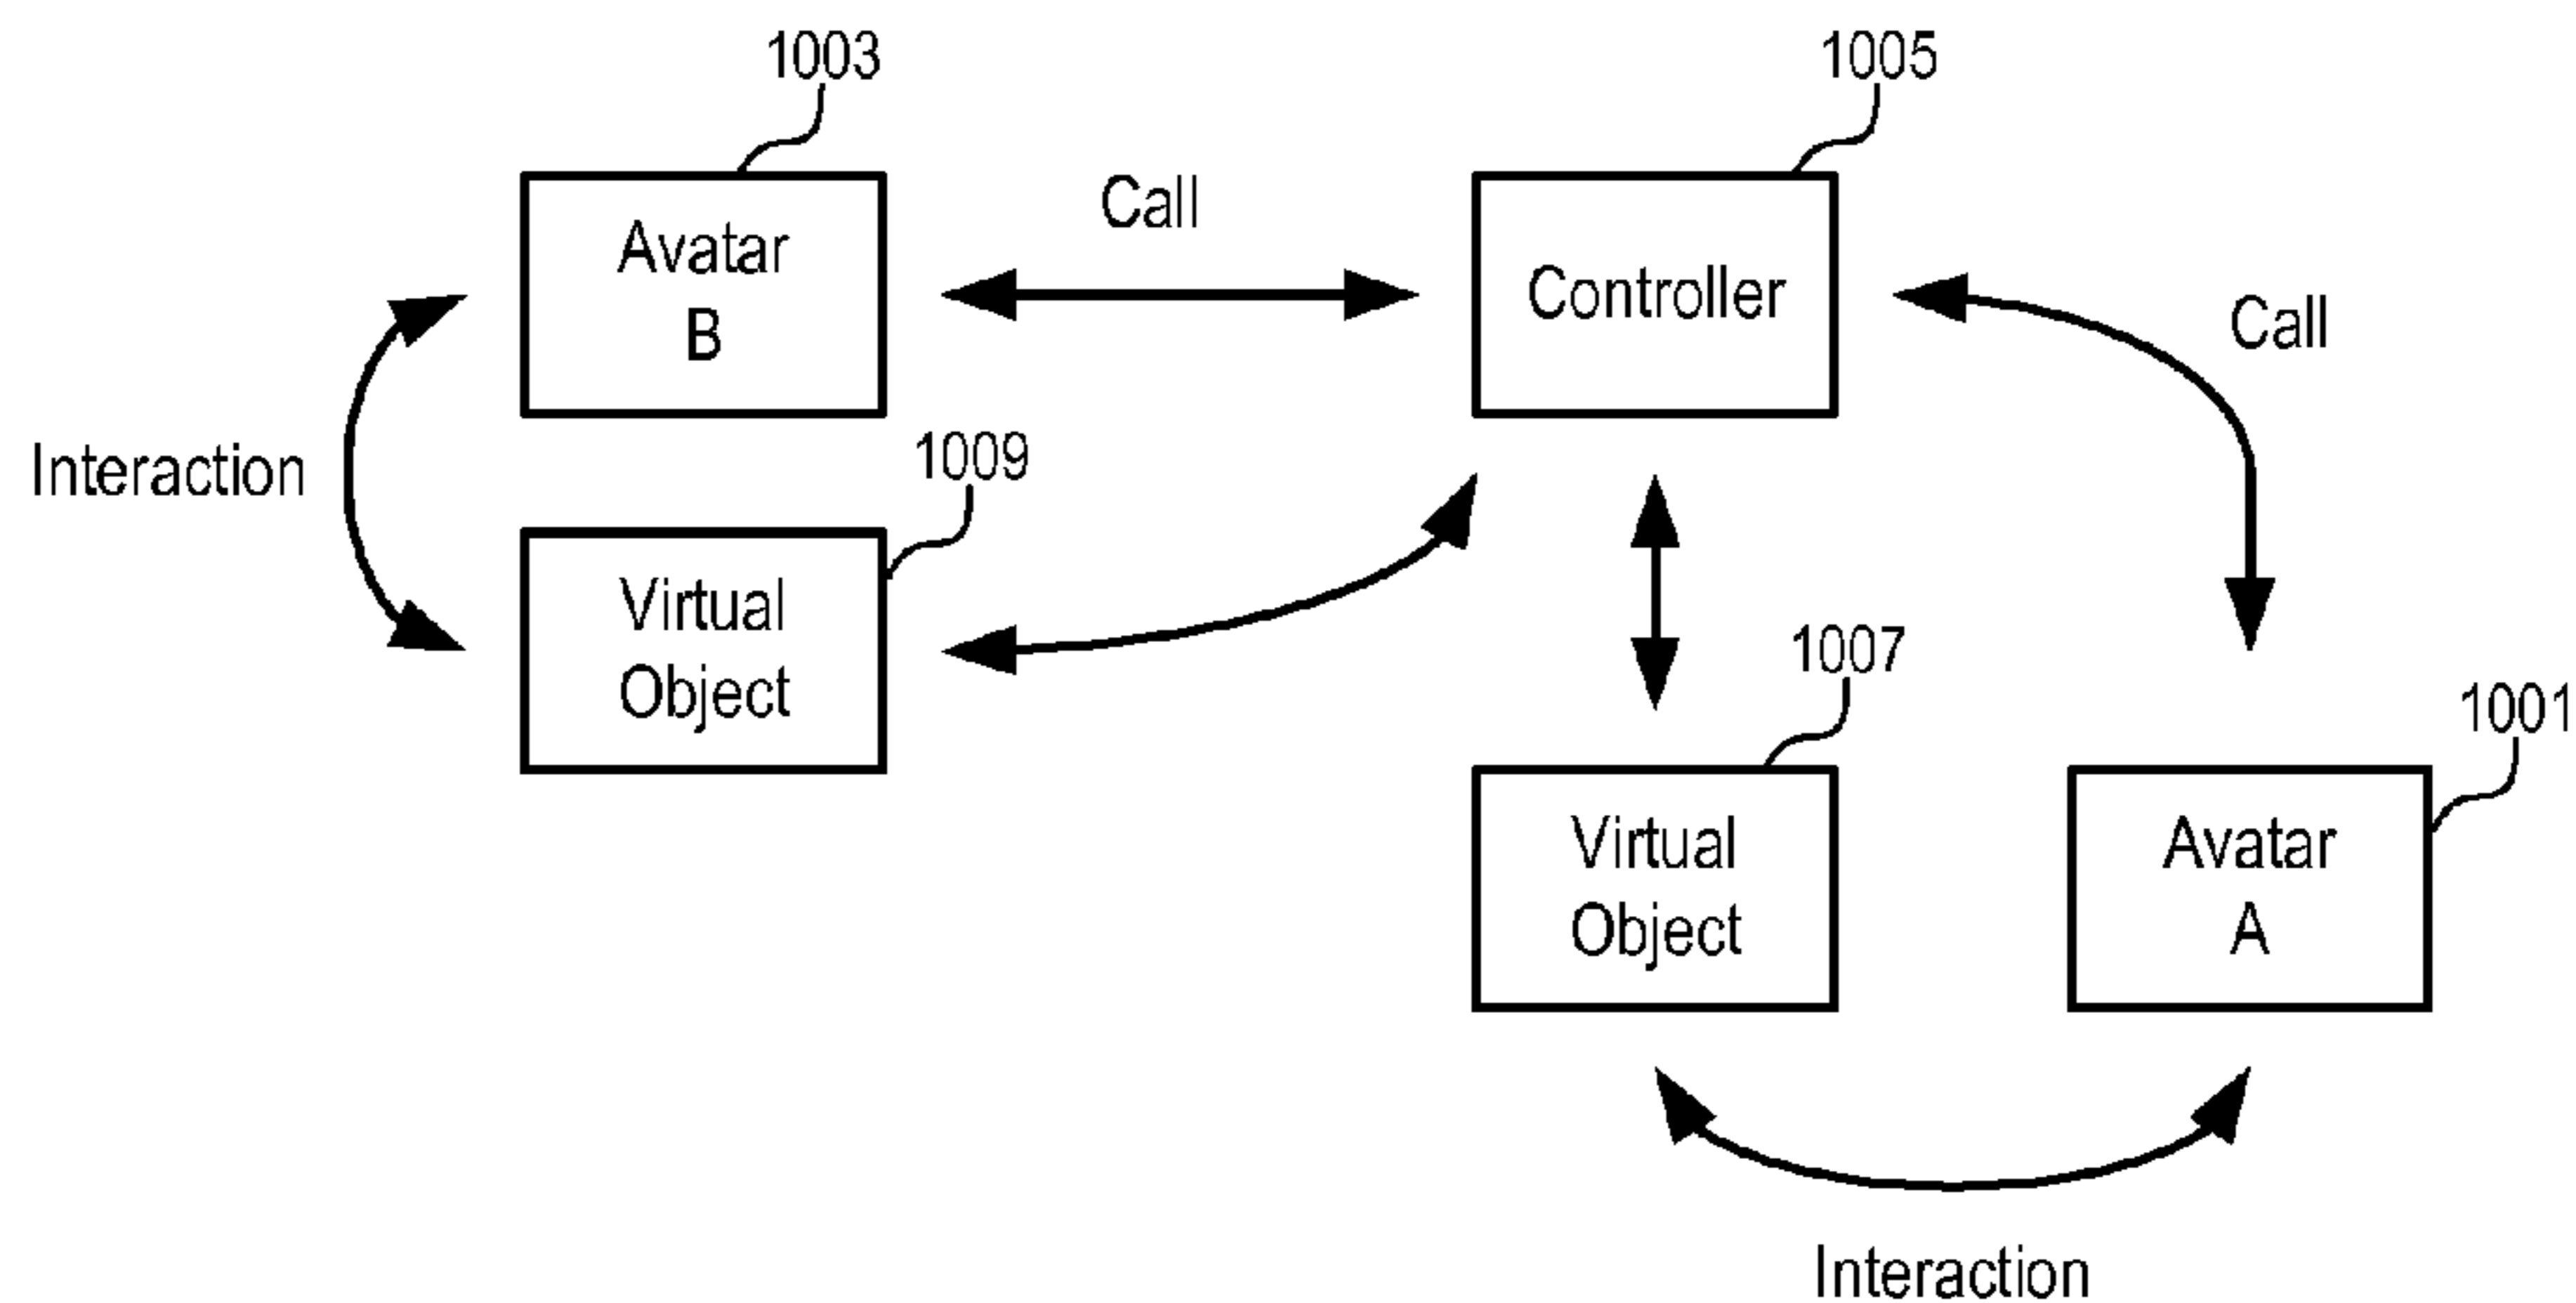 1003
1005
Call
Avatar
B
Controller
Call
Interaction
1009
Virtual
Object
1007
1001
Virtual
Object
Avatar
A
Interaction